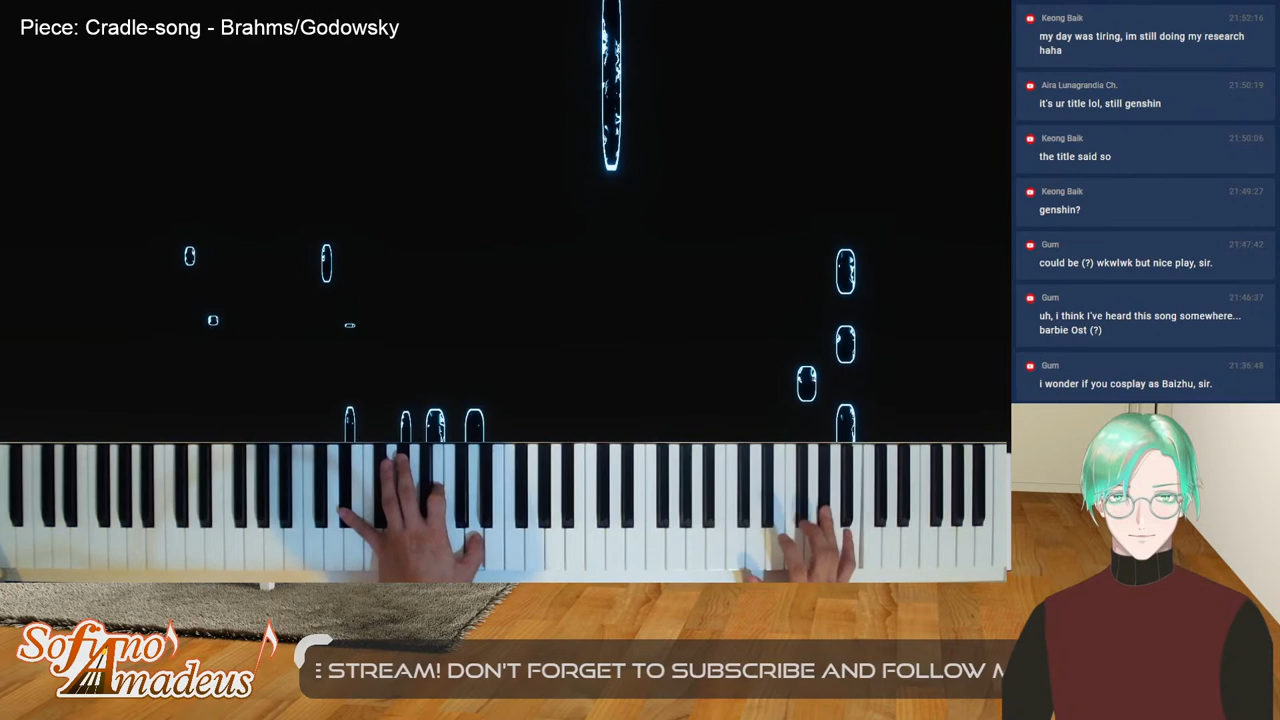 Piece: Cradle-song - Brahms/Godowsky
Keong Baik 21:52:16
my day was tiring, im still doing my research
haha
Aira Lunagrandia Ch. 21:50:19
it's ur title lol, still genshin
Keong Baik 21:50:06
the title said so
Keong Baik 21:49:27
genshin?
Gum 21:47:42
could be (?) wkwlwk but nice play, sir.
Gum 21:46:37
uh, i think I've heard this song somewhere...
barbie Ost (?)
Gum 21:36:48
i wonder if you cosplay as Baizhu, sir.
Sofiano
Amadeus
E STREAM! DON'T FORGET TO SUBSCRIBE AND FOLLOW M